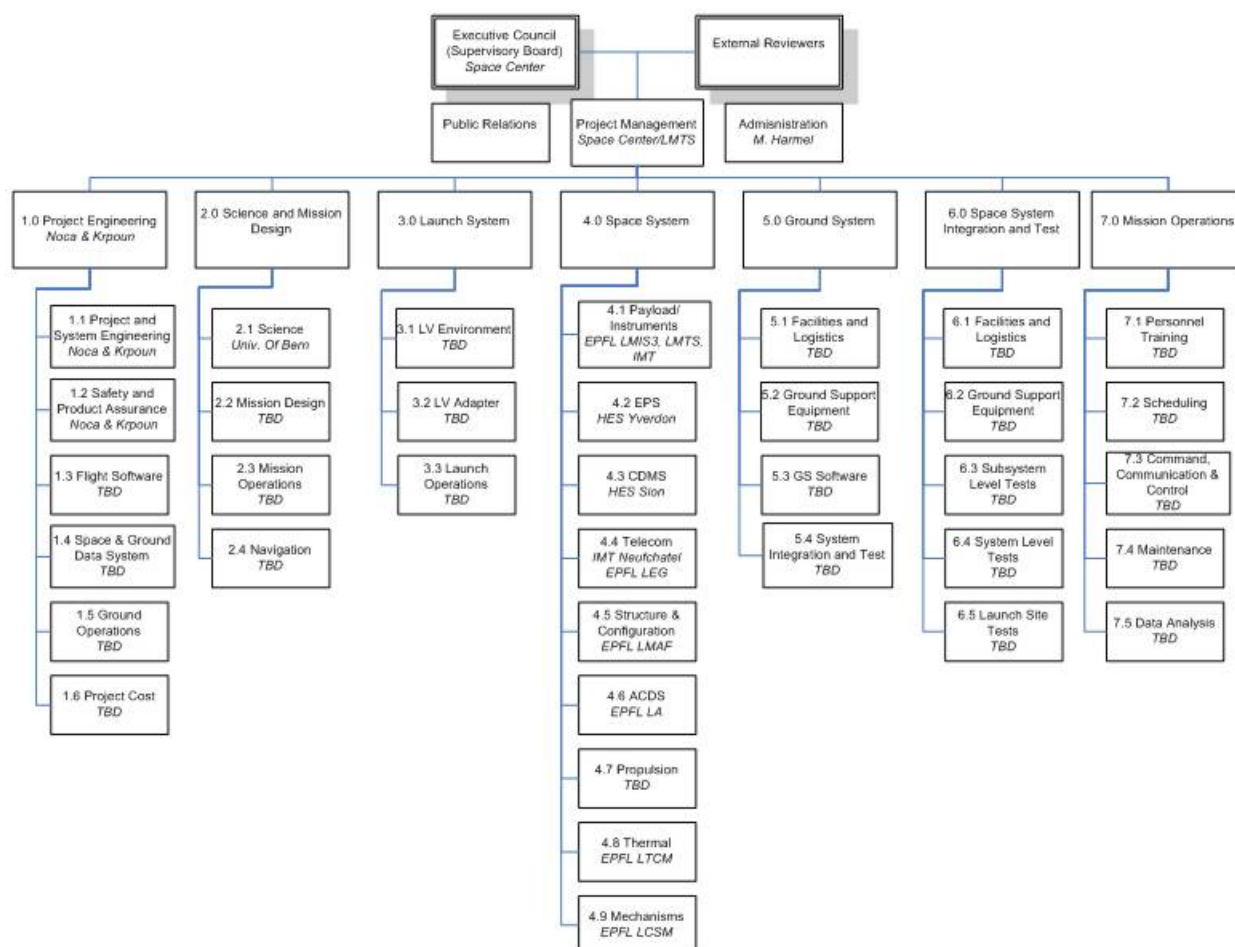 Executive Council
(Supervisory Board)
Space Center
External Reviewers
Public Relations
Project Management
Space Center/LMTS
Admisnistration
M. Harmel
1.0 Project Engineering
Noca & Krpoun
2.0 Science and Mission
Design
3.0 Launch System
4.0 Space System
5.0 Ground System
6.0 Space System
Integration and Test
7.0 Mission Operations
1.1 Project and
System Engineering
Noca & Krpoun
1.2 Safety and
Product Assurance
Noca & Krpoun
1.3 Flight Software
TBD
1.4 Space & Ground
Data System
TBD
1.5 Ground
Operations
TBD
1.6 Project Cost
TBD
2.1 Science
Univ. Of Bern
2.2 Mission Design
TBD
2.3 Mission
Operations
TBD
2.4 Navigation
TBD
3.1 LV Environment
TBD
3.2 LV Adapter
TBD
3.3 Launch
Operations
TBD
4.1 Payload/
Instruments
EPFL LMIS3, LMTS,
IMT
4.2 EPS
HES Yverdon
4.3 CDMS
HES Sion
4.4 Telecom
IMT Neufchatel
EPFL LEG
4.5 Structure &
Configuration
EPFL LMAF
4.6 ACDS
EPFL LA
4.7 Propulsion
TBD
4.8 Thermal
EPFL LTCM
4.9 Mechanisms
EPFL LCSM
5.1 Facilities and
Logistics
TBD
5.2 Ground Support
Equipment
TBD
5.3 GS Software
TBD
5.4 System
Integration and Test
TBD
6.1 Facilities and
Logistics
TBD
6.2 Ground Support
Equipment
TBD
6.3 Subsystem
Level Tests
TBD
6.4 System Level
Tests
TBD
6.5 Launch Site
Tests
TBD
7.1 Personnel
Training
TBD
7.2 Scheduling
TBD
7.3 Command,
Communication &
Control
TBD
7.4 Maintenance
TBD
7.5 Data Analysis
TBD